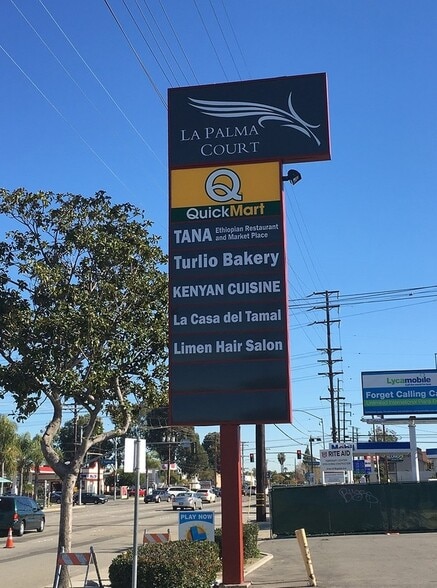 LA PALMA
COURT
Q
QuickMart
TANA Ethiopian Restaurant
and Market Place
Turlio Bakery
KENYAN CUISINE
La Casa del Tamal
Limen Hair Salon
Lycamobile
Forget Calling Ca
RITE AID
PLAY NOW